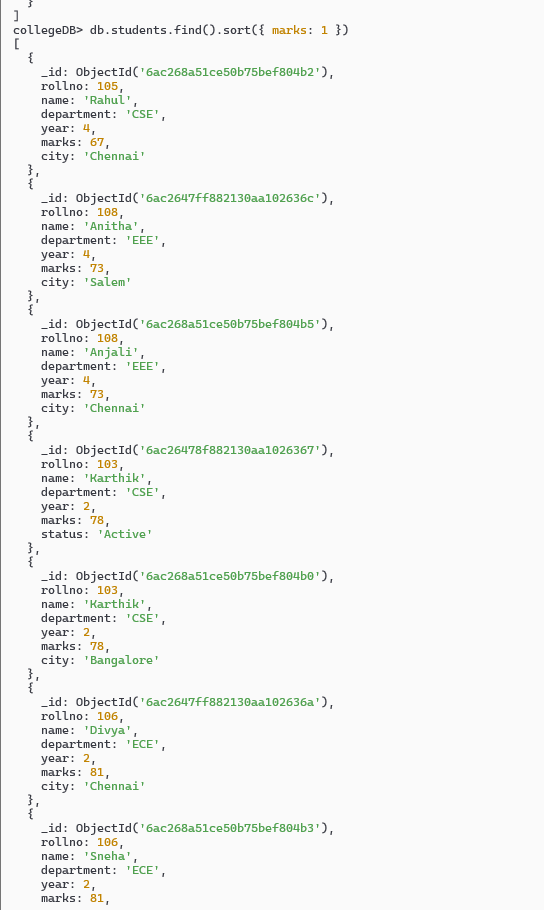 }
]
collegeDB> db.students.find().sort({ marks: 1 })
[
  {
    _id: ObjectId('6ac268a51ce50b75bef804b2'),
    rollno: 105,
    name: 'Rahul',
    department: 'CSE',
    year: 4,
    marks: 67,
    city: 'Chennai'
  },
  {
    _id: ObjectId('6ac2647ff882130aa102636c'),
    rollno: 108,
    name: 'Anitha',
    department: 'EEE',
    year: 4,
    marks: 73,
    city: 'Salem'
  },
  {
    _id: ObjectId('6ac268a51ce50b75bef804b5'),
    rollno: 108,
    name: 'Anjali',
    department: 'EEE',
    year: 4,
    marks: 73,
    city: 'Chennai'
  },
  {
    _id: ObjectId('6ac26478f882130aa1026367'),
    rollno: 103,
    name: 'Karthik',
    department: 'CSE',
    year: 2,
    marks: 78,
    status: 'Active'
  },
  {
    _id: ObjectId('6ac268a51ce50b75bef804b0'),
    rollno: 103,
    name: 'Karthik',
    department: 'CSE',
    year: 2,
    marks: 78,
    city: 'Bangalore'
  },
  {
    _id: ObjectId('6ac2647ff882130aa102636a'),
    rollno: 106,
    name: 'Divya',
    department: 'ECE',
    year: 2,
    marks: 81,
    city: 'Chennai'
  },
  {
    _id: ObjectId('6ac268a51ce50b75bef804b3'),
    rollno: 106,
    name: 'Sneha',
    department: 'ECE',
    year: 2,
    marks: 81,